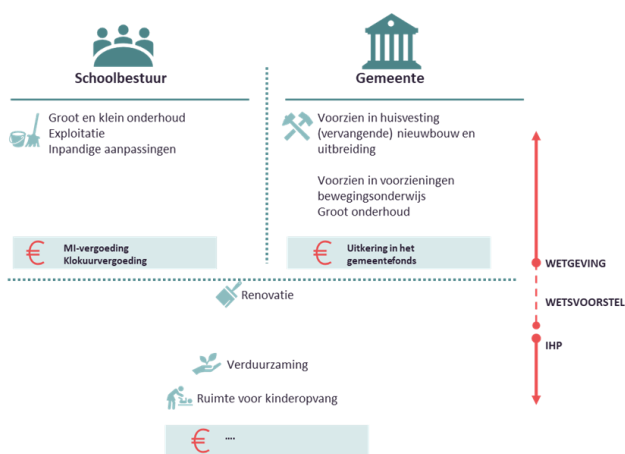 Schoolbestuur
Groot en klein onderhoud
Exploitatie
Inpandige aanpassingen
€ MI-vergoeding
Klokuurvergoeding
Gemeente
Voorzien in huisvesting
(vervangende) nieuwbouw en
uitbreiding
Voorzien in voorzieningen
bewegingsonderwijs
Groot onderhoud
€ Uitkering in het
gemeentefonds
WETGEVING
Renovatie
WETSVOORSTEL
IHP
Verduurzaming
Ruimte voor kinderopvang
€ ....